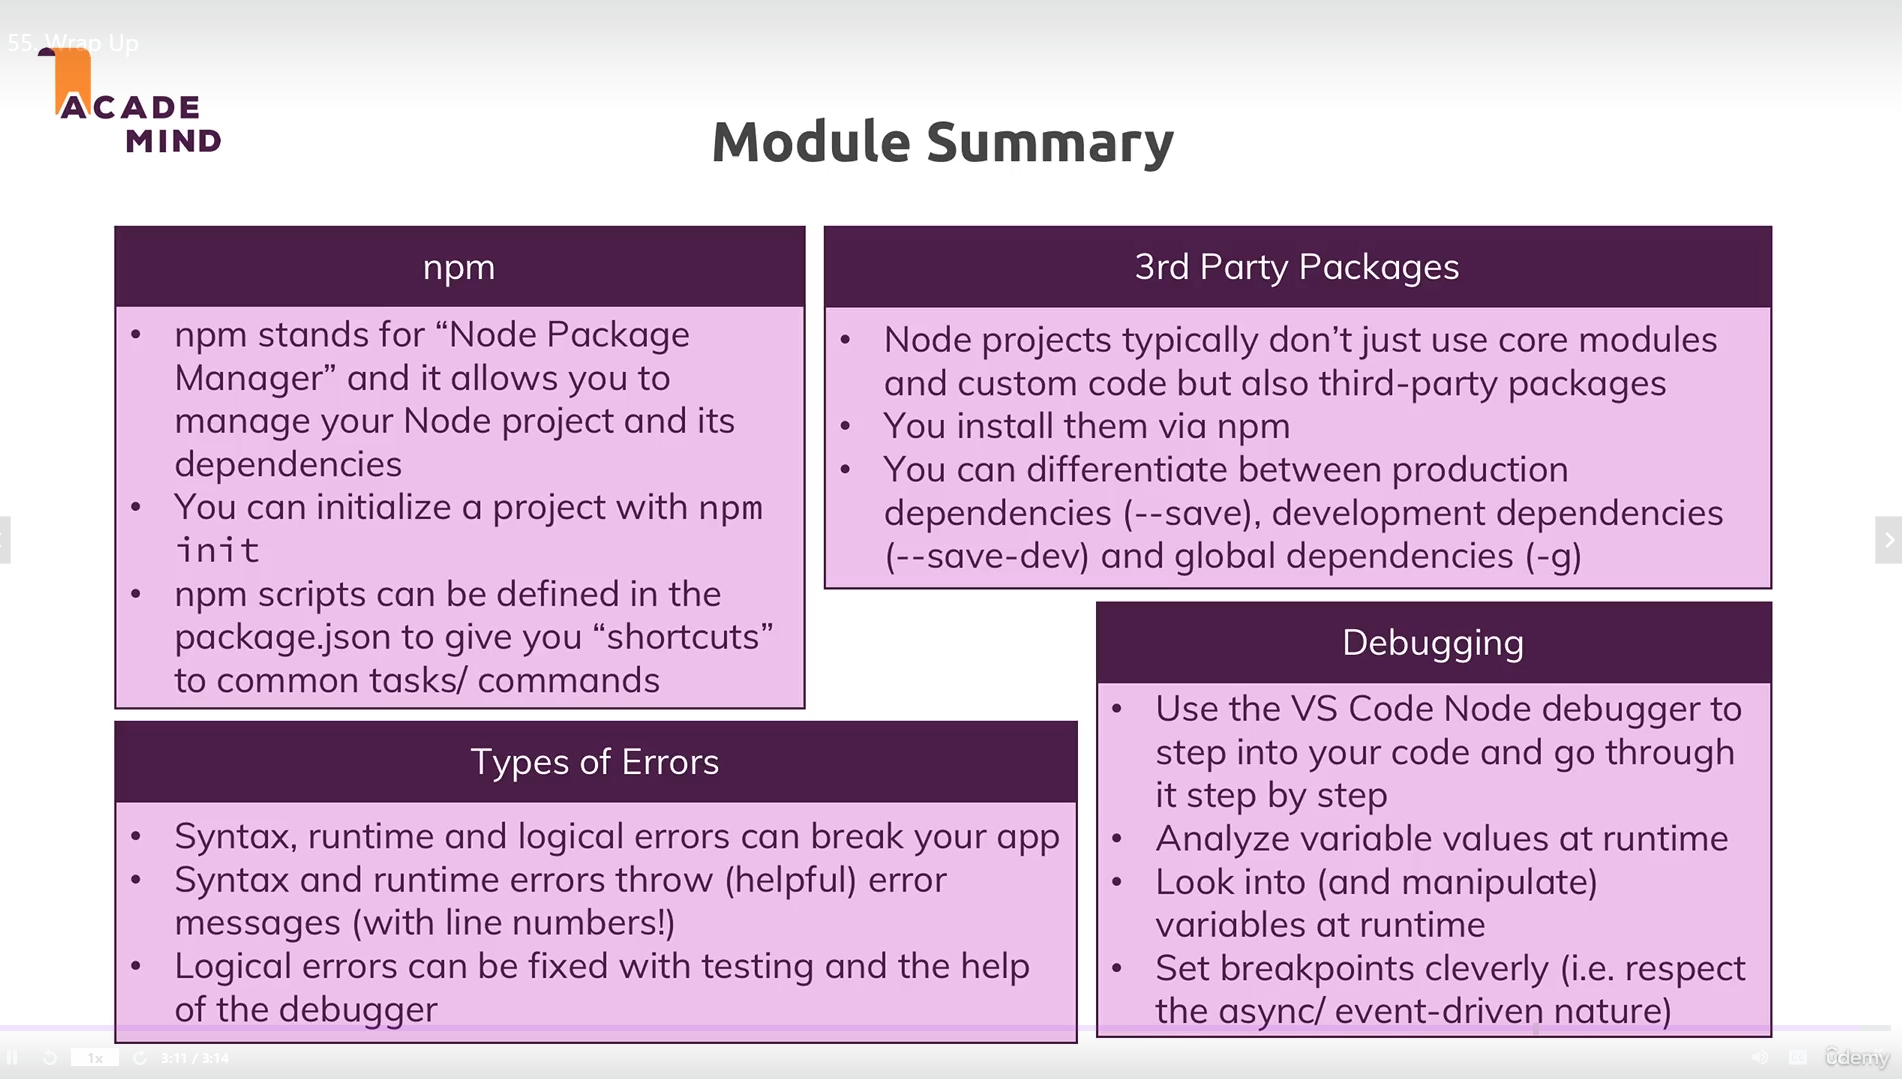 55. Wrap Up
ACADE
MIND
Module Summary
npm
• npm stands for “Node Package
Manager” and it allows you to
manage your Node project and its
dependencies
• You can initialize a project with npm
init
• npm scripts can be defined in the
package.json to give you “shortcuts”
to common tasks/ commands
3rd Party Packages
• Node projects typically don’t just use core modules
and custom code but also third-party packages
• You install them via npm
• You can differentiate between production
dependencies (--save), development dependencies
(--save-dev) and global dependencies (-g)
Types of Errors
• Syntax, runtime and logical errors can break your app
• Syntax and runtime errors throw (helpful) error
messages (with line numbers!)
• Logical errors can be fixed with testing and the help
of the debugger
Debugging
• Use the VS Code Node debugger to
step into your code and go through
it step by step
• Analyze variable values at runtime
• Look into (and manipulate)
variables at runtime
• Set breakpoints cleverly (i.e. respect
the async/ event-driven nature)
1x
3:11 / 3:14
ûdemy